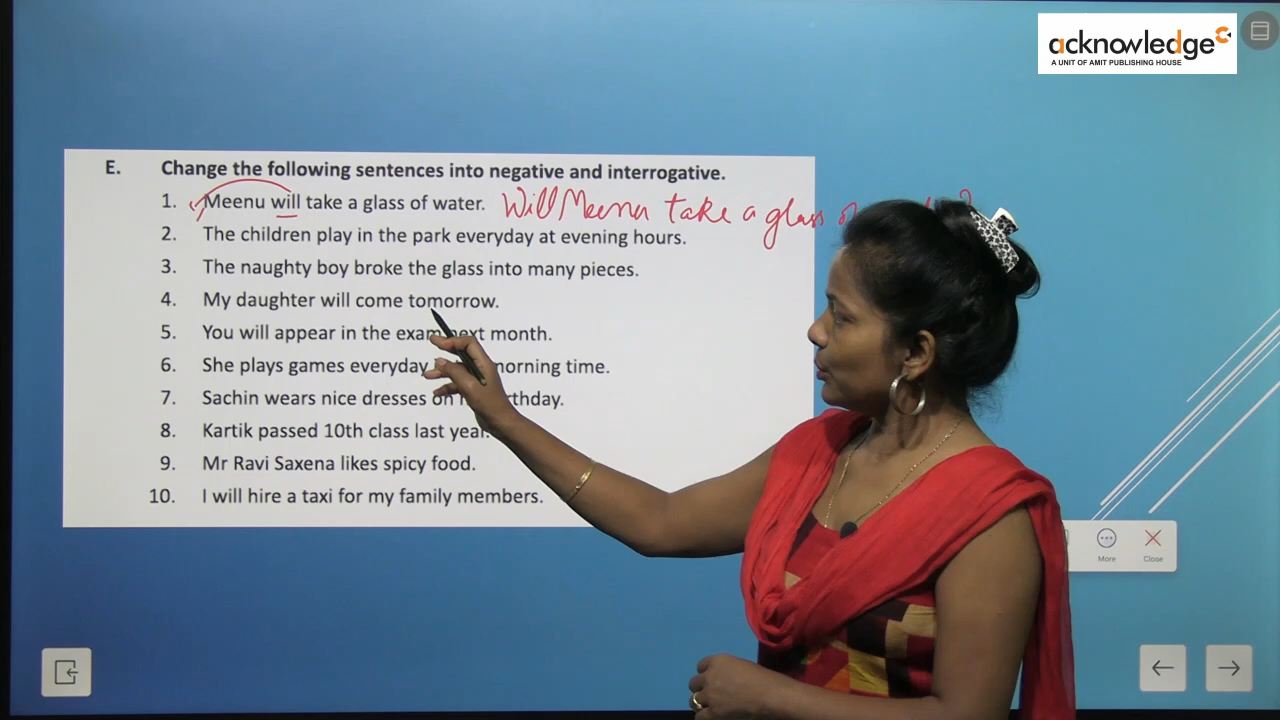 acknowledge
A UNIT OF AMIT PUBLISHING HOUSE
E. Change the following sentences into negative and interrogative.
1. Meenu will take a glass of water. Will Meenu take a glass
2. The children play in the park everyday at evening hours.
3. The naughty boy broke the glass into many pieces.
4. My daughter will come tomorrow.
5. You will appear in the exam next month.
6. She plays games everyday morning time.
7. Sachin wears nice dresses on
8. Kartik passed 10th class last year.
9. Mr Ravi Saxena likes spicy food.
10. I will hire a taxi for my family members.
More
Close